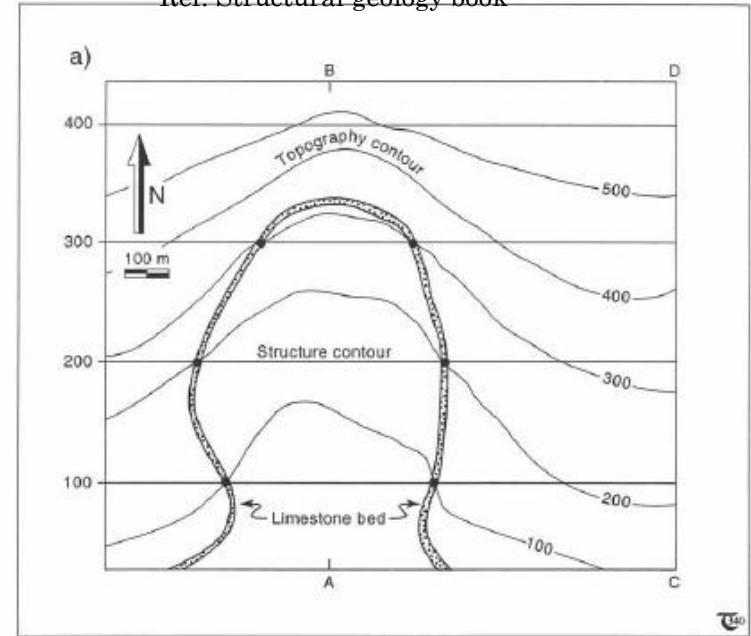 Ref: Structural geology book
a)
B
D
400
Topography contour
N
500
300
100 m
400
200
Structure contour
300
100
200
Limestone bed
100
A
C
340